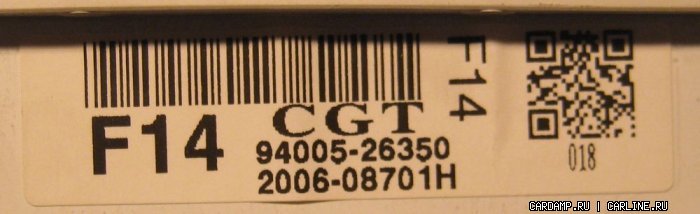 F14
CGT
94005-26350
2006-08701H
F14
018
CARDAMP.RU | CARLINE.RU